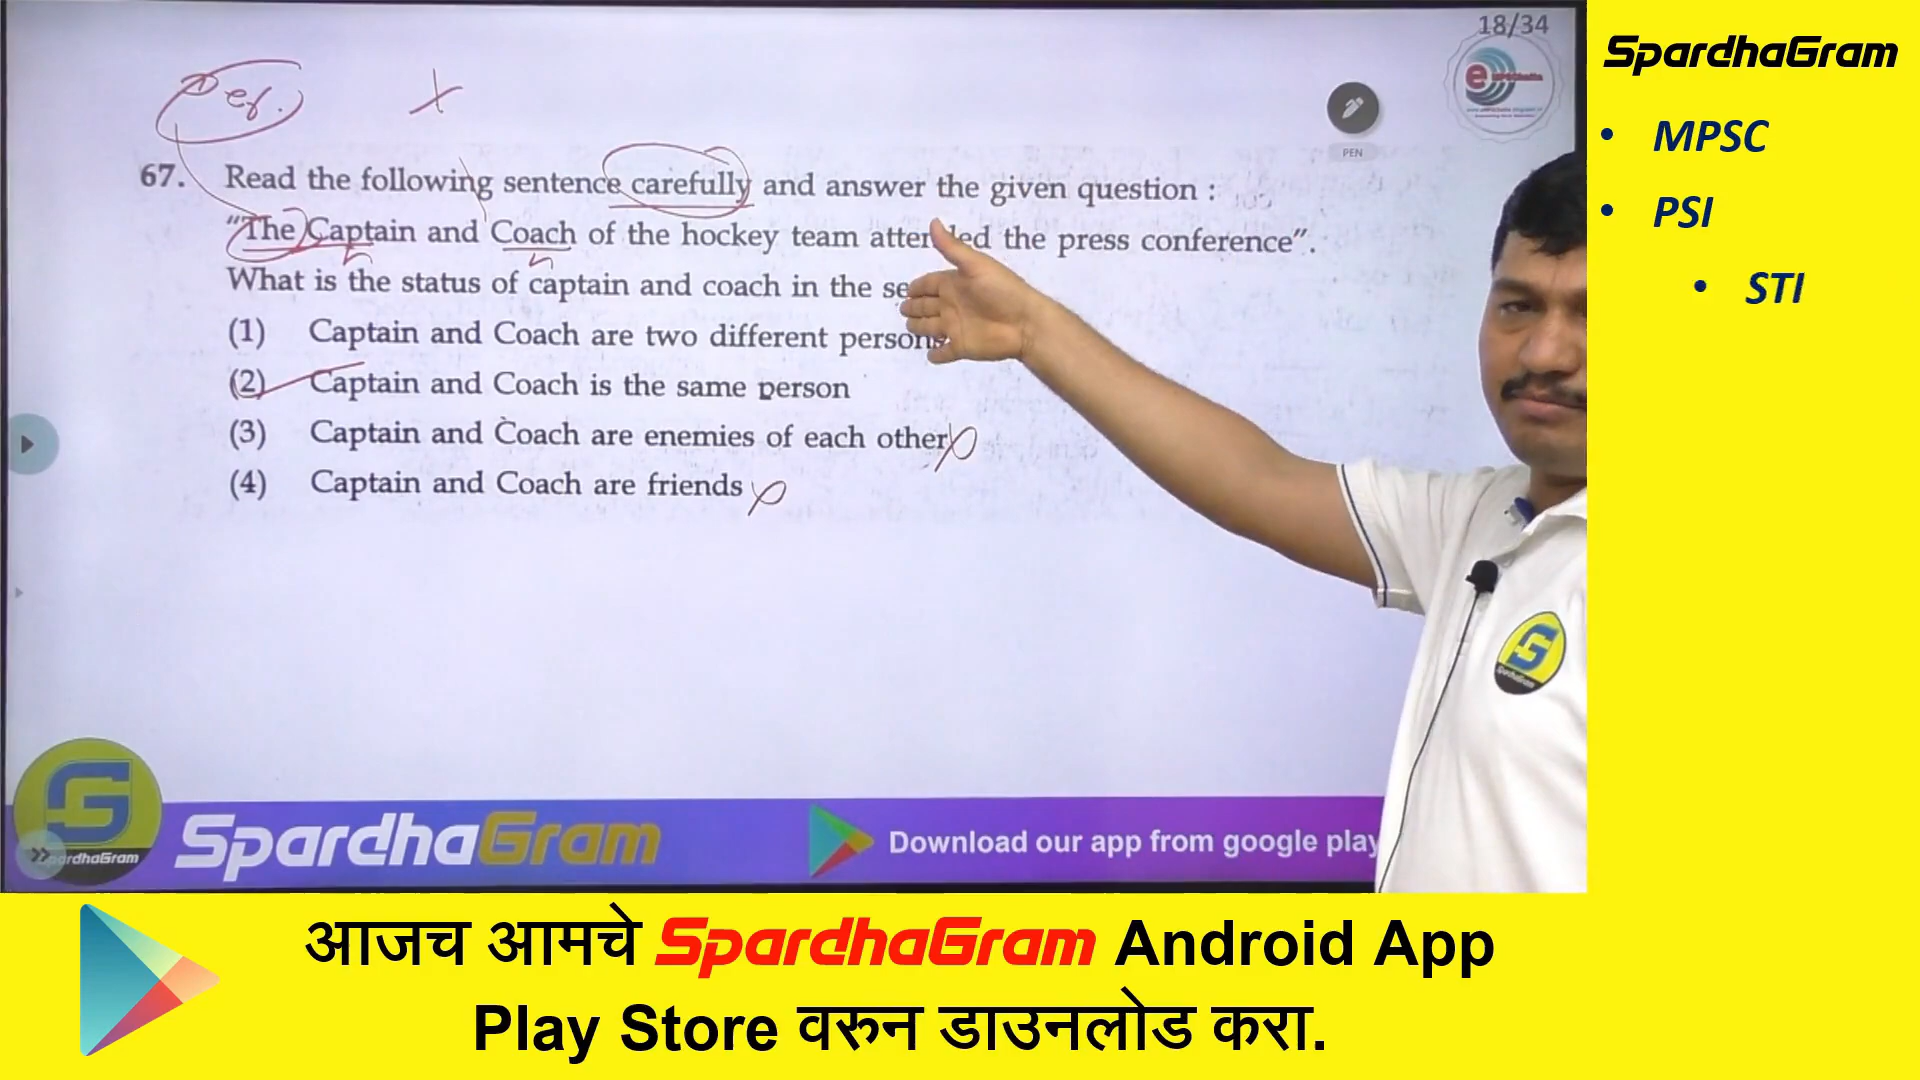 18/34
SpardhaGram
• MPSC
• PSI
• STI
PEN
67. Read the following sentence carefully and answer the given question :
"The Captain and Coach of the hockey team attended the press conference".
What is the status of captain and coach in the
(1) Captain and Coach are two different persons
(2) Captain and Coach is the same person
(3) Captain and Coach are enemies of each other
(4) Captain and Coach are friends
SpardhaGram
Download our app from google play
आजच आमचे SpardhaGram Android App
Play Store वरुन डाउनलोड करा.